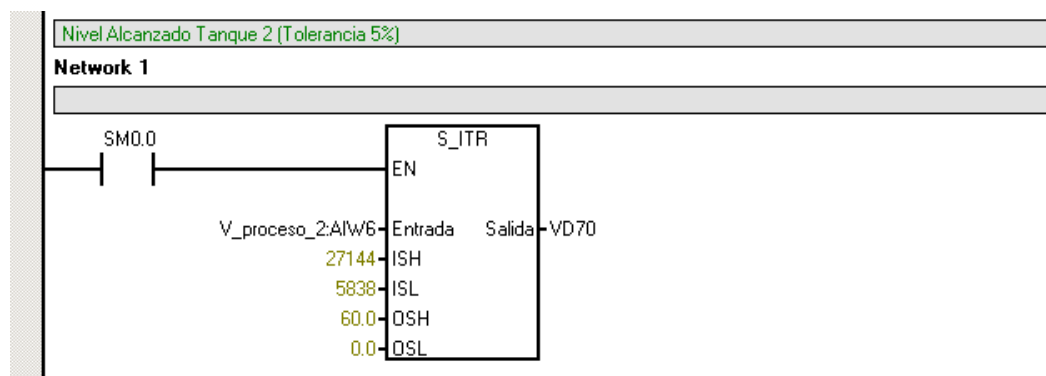 Nivel Alcanzado Tanque 2 (Tolerancia 5%)
Network 1
SM0.0
S_ITR
EN
V_proceso_2:AIW6 Entrada Salida VD70
27144 ISH
5838 ISL
60.0 OSH
0.0 OSL